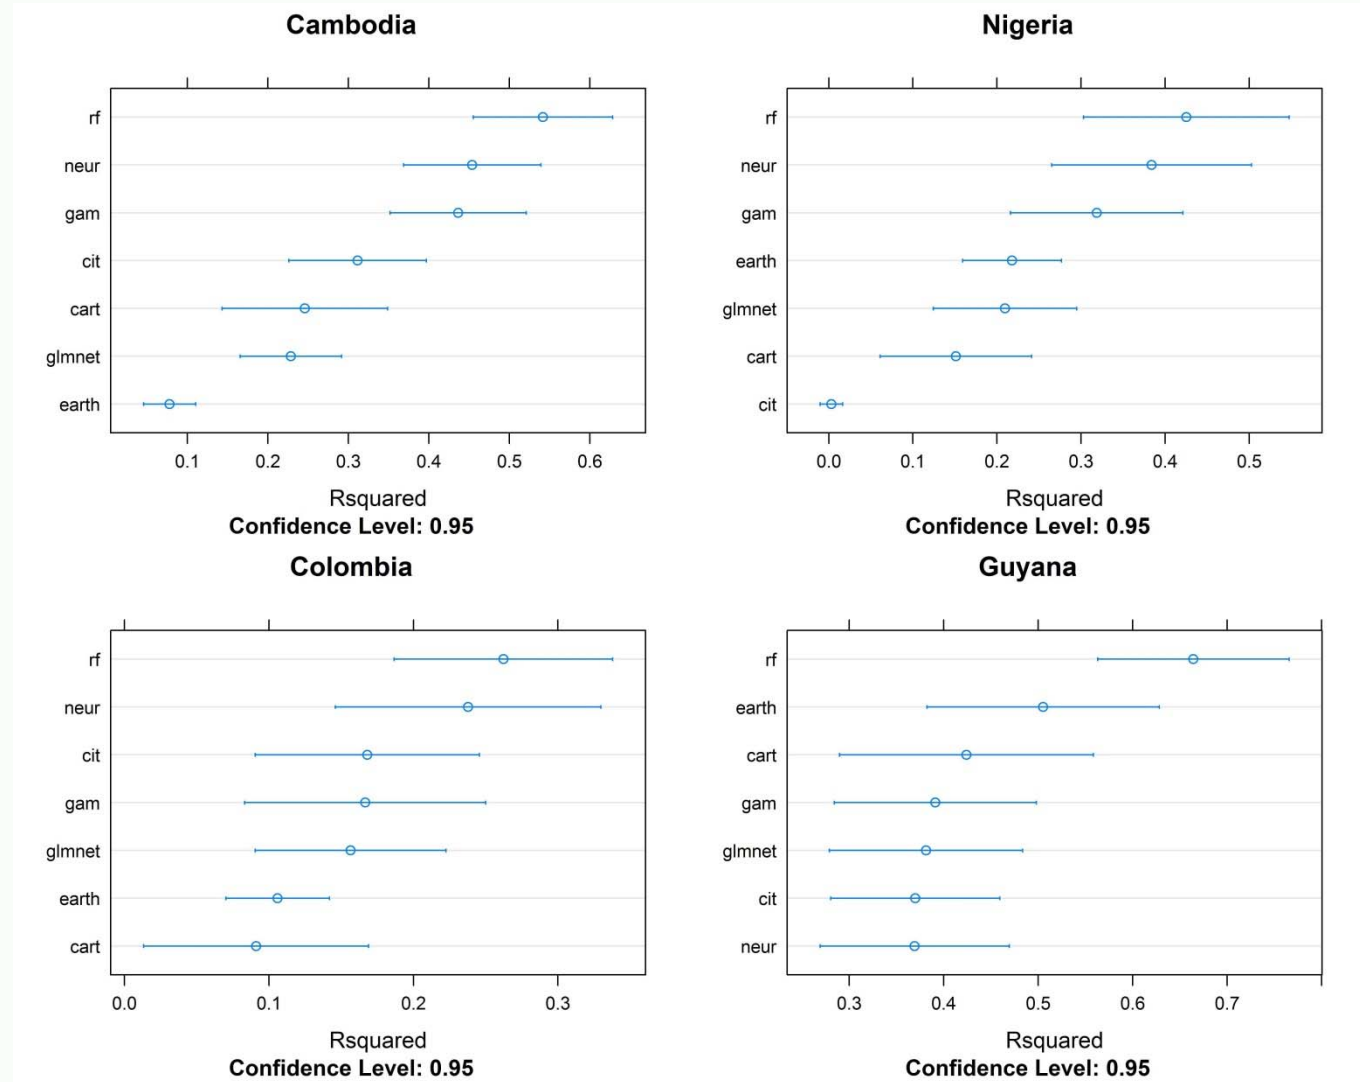 Cambodia
rf
neur
gam
cit
cart
glmnet
earth
0.1 0.2 0.3 0.4 0.5 0.6
Rsquared
Confidence Level: 0.95
Nigeria
rf
neur
gam
earth
glmnet
cart
cit
0.0 0.1 0.2 0.3 0.4 0.5
Rsquared
Confidence Level: 0.95
Colombia
rf
neur
cit
gam
glmnet
earth
cart
0.0 0.1 0.2 0.3
Rsquared
Confidence Level: 0.95
Guyana
rf
earth
cart
gam
glmnet
cit
neur
0.3 0.4 0.5 0.6 0.7
Rsquared
Confidence Level: 0.95